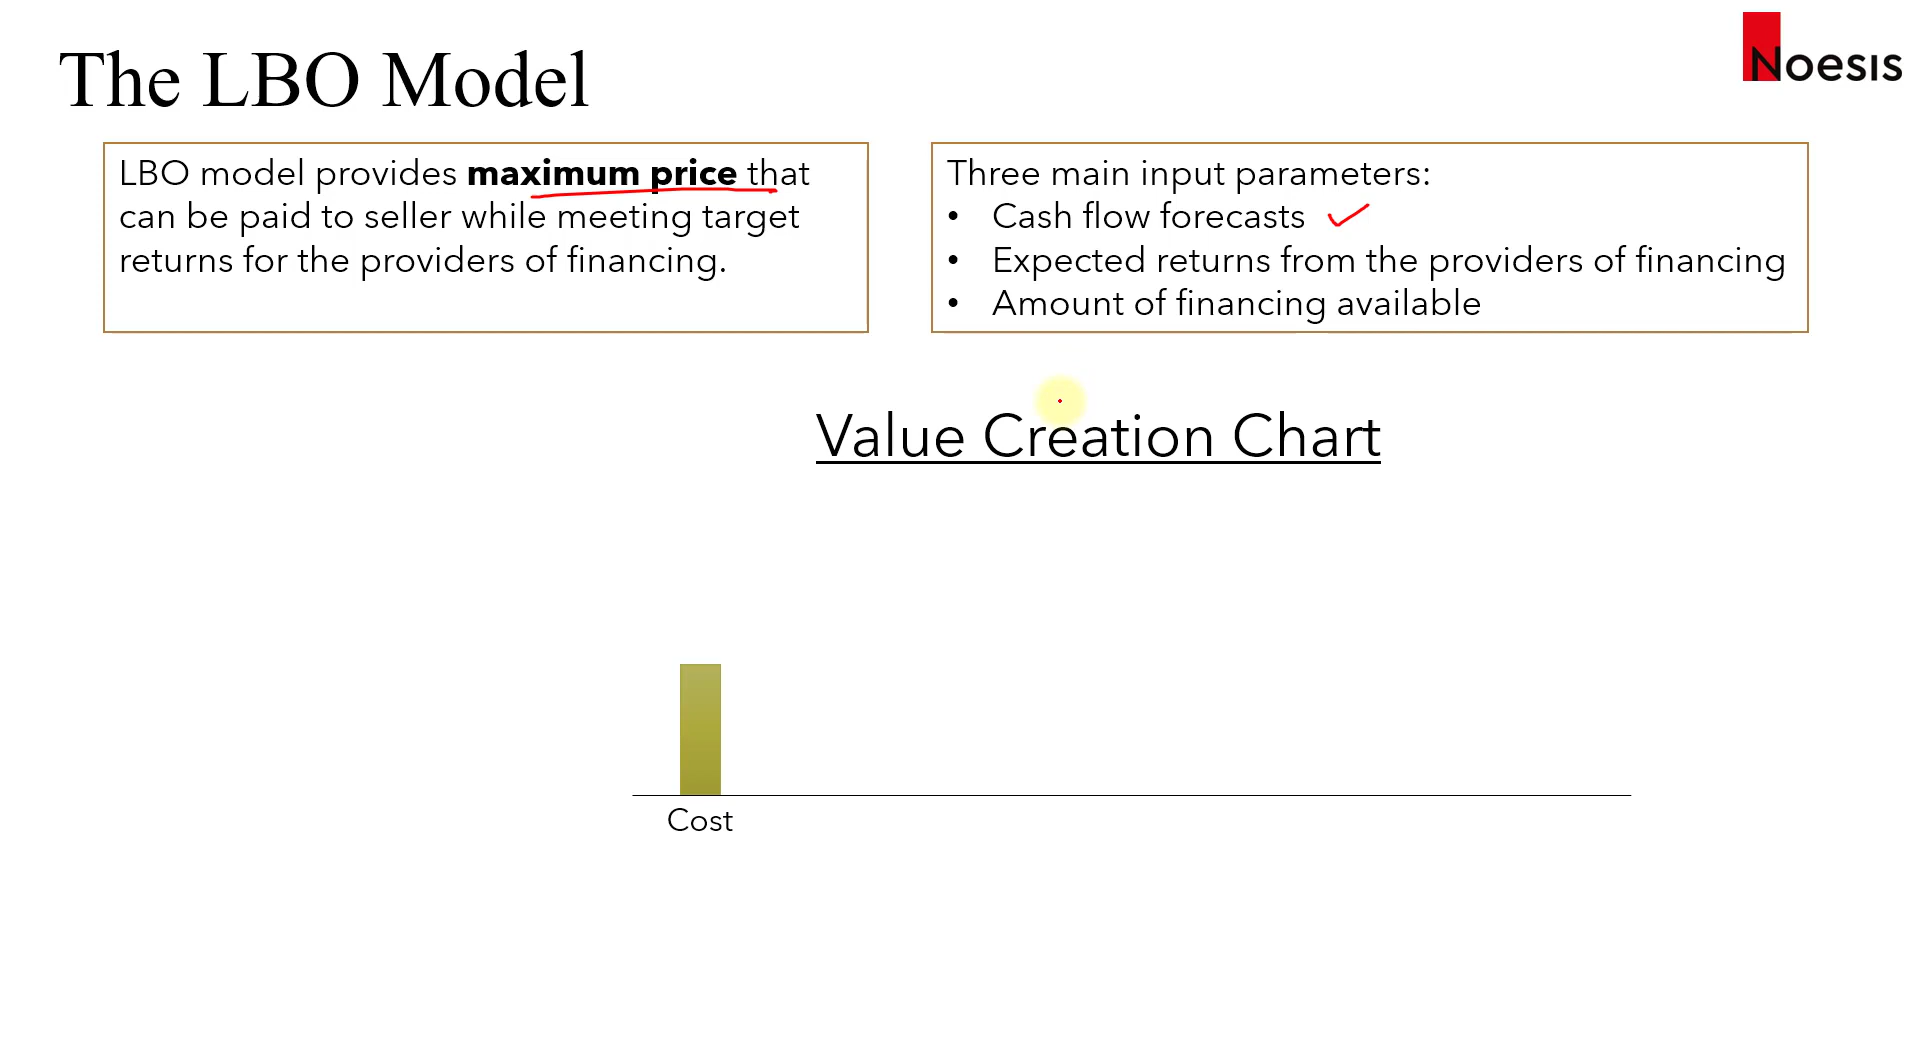 The LBO Model
Noesis
LBO model provides maximum price that
can be paid to seller while meeting target
returns for the providers of financing.
Three main input parameters:
• Cash flow forecasts
• Expected returns from the providers of financing
• Amount of financing available
Value Creation Chart
Cost